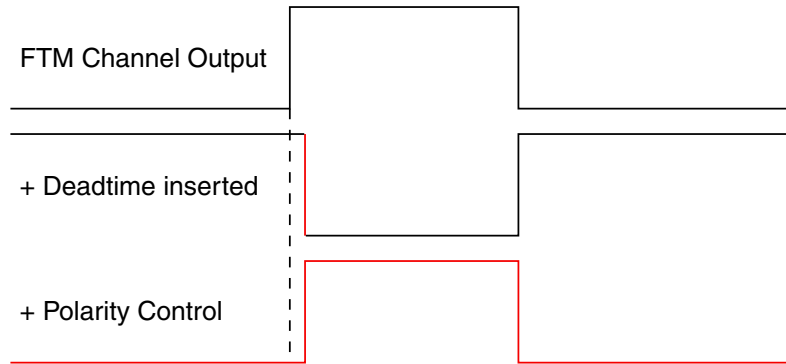 FTM Channel Output
+ Deadtime inserted
+ Polarity Control